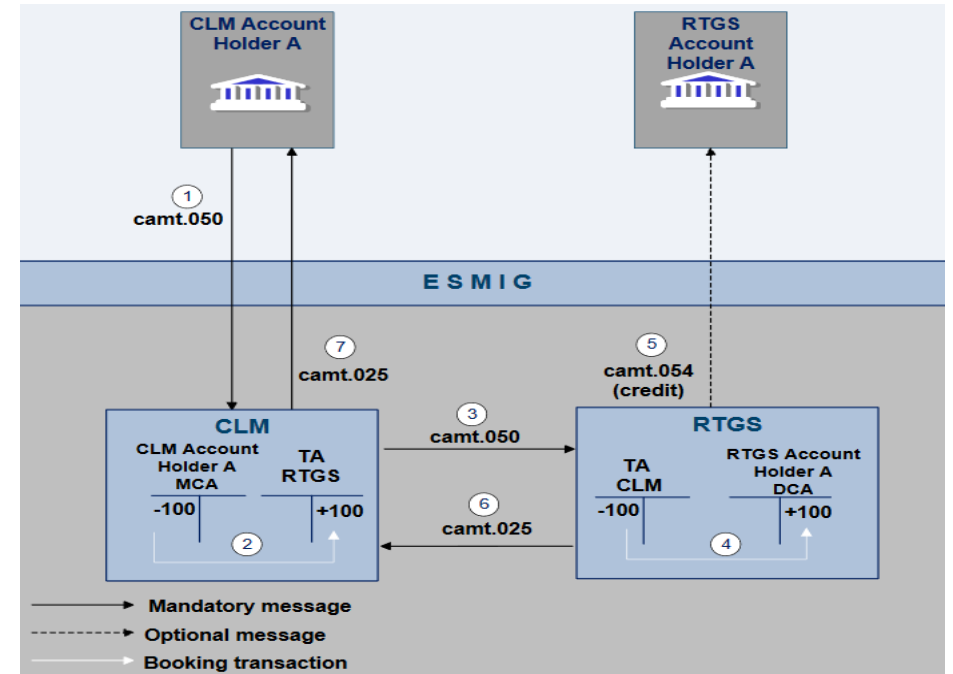 CLM Account
Holder A
RTGS
Account
Holder A
1
camt.050
ESMIG
7
camt.025
5
camt.054
(credit)
3
camt.050
6
camt.025
CLM
CLM Account
Holder A
MCA
TA
RTGS
-100
+100
2
RTGS
TA
CLM
RTGS Account
Holder A
DCA
-100
+100
4
Mandatory message
Optional message
Booking transaction